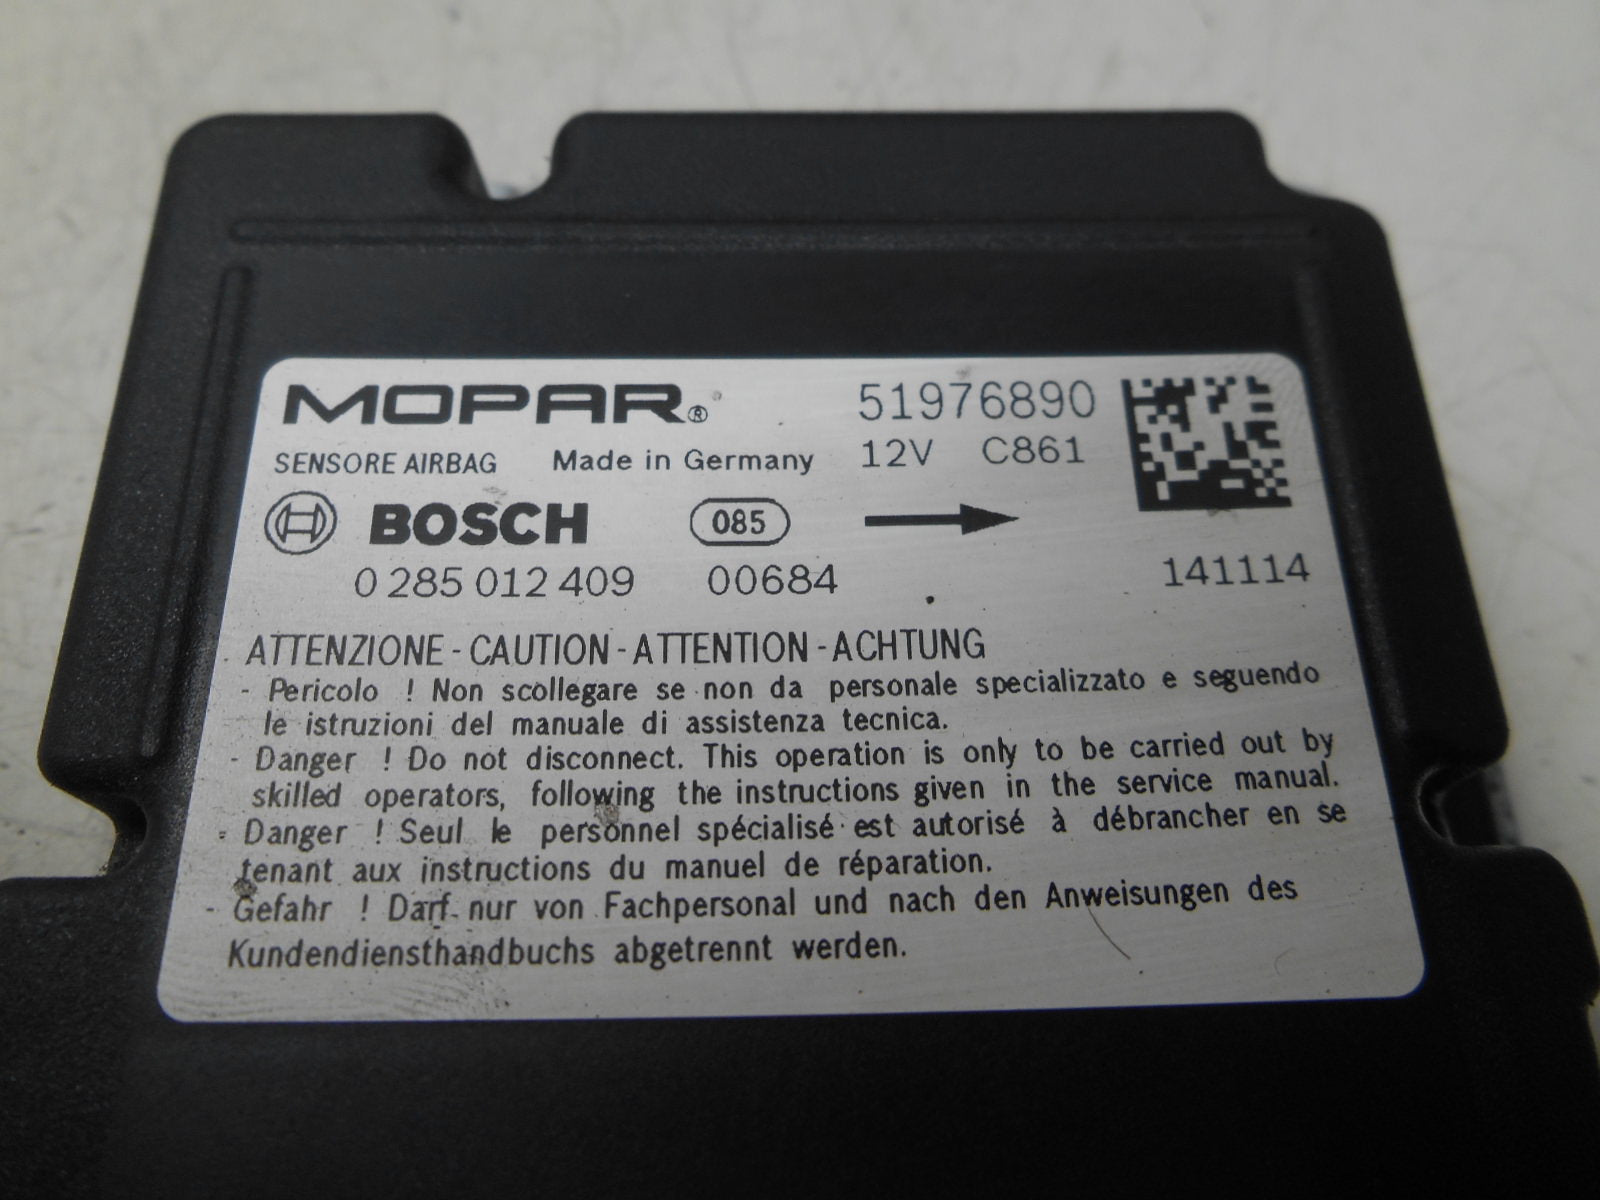 MOPAR® 51976890
SENSORE AIRBAG Made in Germany 12V C861
BOSCH 085
0 285 012 409 00684 141114
ATTENZIONE - CAUTION - ATTENTION - ACHTUNG
- Pericolo ! Non scollegare se non da personale specializzato e seguendo
le istruzioni del manuale di assistenza tecnica.
- Danger ! Do not disconnect. This operation is only to be carried out by
skilled operators, following the instructions given in the service manual.
- Danger ! Seul le personnel spécialisé est autorisé à débrancher en se
tenant aux instructions du manuel de réparation.
- Gefahr ! Darf nur von Fachpersonal und nach den Anweisungen des
Kundendiensthandbuchs abgetrennt werden.